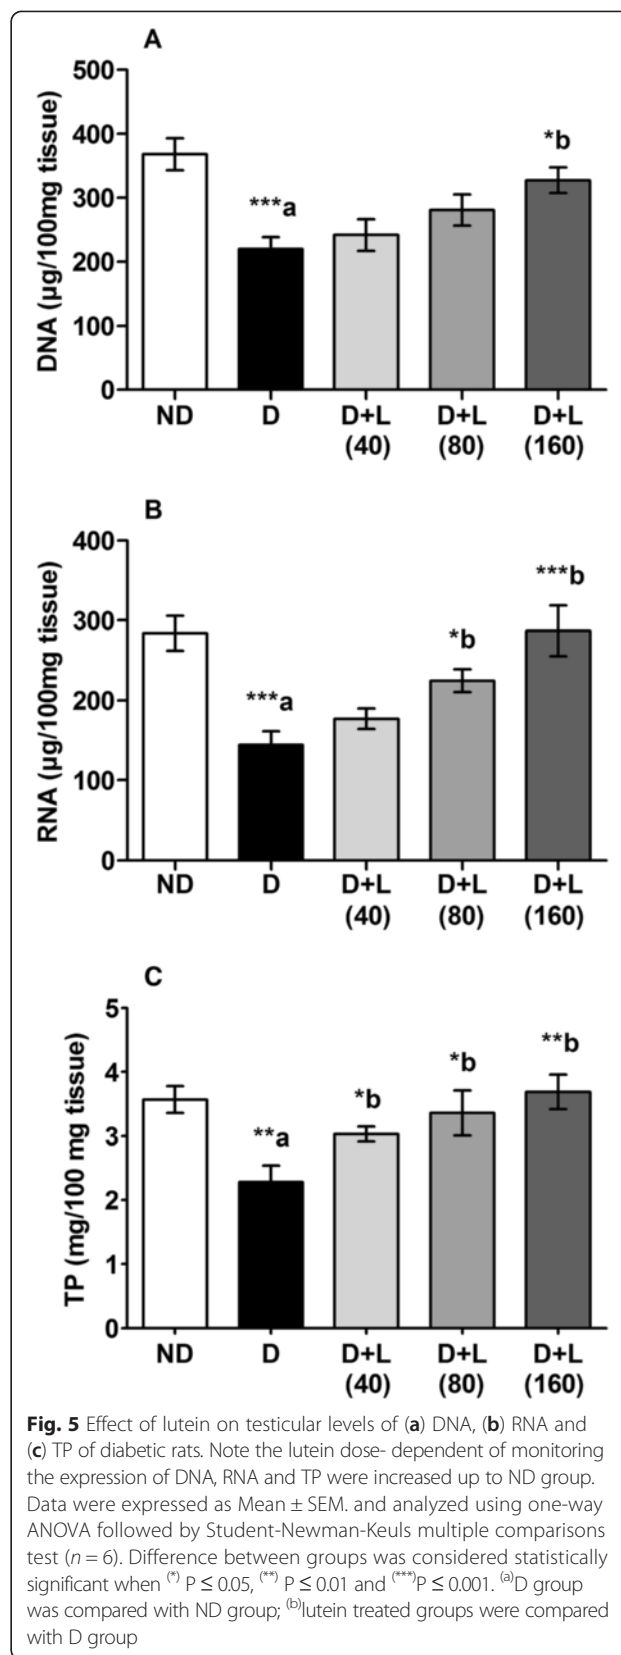 A
DNA (µg/100mg tissue)
500
400
300
200
100
0
***a
*b
ND D D+L D+L D+L
(40) (80) (160)
B
RNA (µg/100mg tissue)
400
300
200
100
0
***a
*b
***b
ND D D+L D+L D+L
(40) (80) (160)
C
TP (mg/100 mg tissue)
5
4
3
2
1
0
**a
*b
*b
**b
ND D D+L D+L D+L
(40) (80) (160)
Fig. 5 Effect of lutein on testicular levels of (a) DNA, (b) RNA and
(c) TP of diabetic rats. Note the lutein dose- dependent of monitoring
the expression of DNA, RNA and TP were increased up to ND group.
Data were expressed as Mean ± SEM. and analyzed using one-way
ANOVA followed by Student-Newman-Keuls multiple comparisons
test (n = 6). Difference between groups was considered statistically
significant when (*) P ≤ 0.05, (**) P ≤ 0.01 and (***)P ≤ 0.001. (a)D group
was compared with ND group; (b)lutein treated groups were compared
with D group